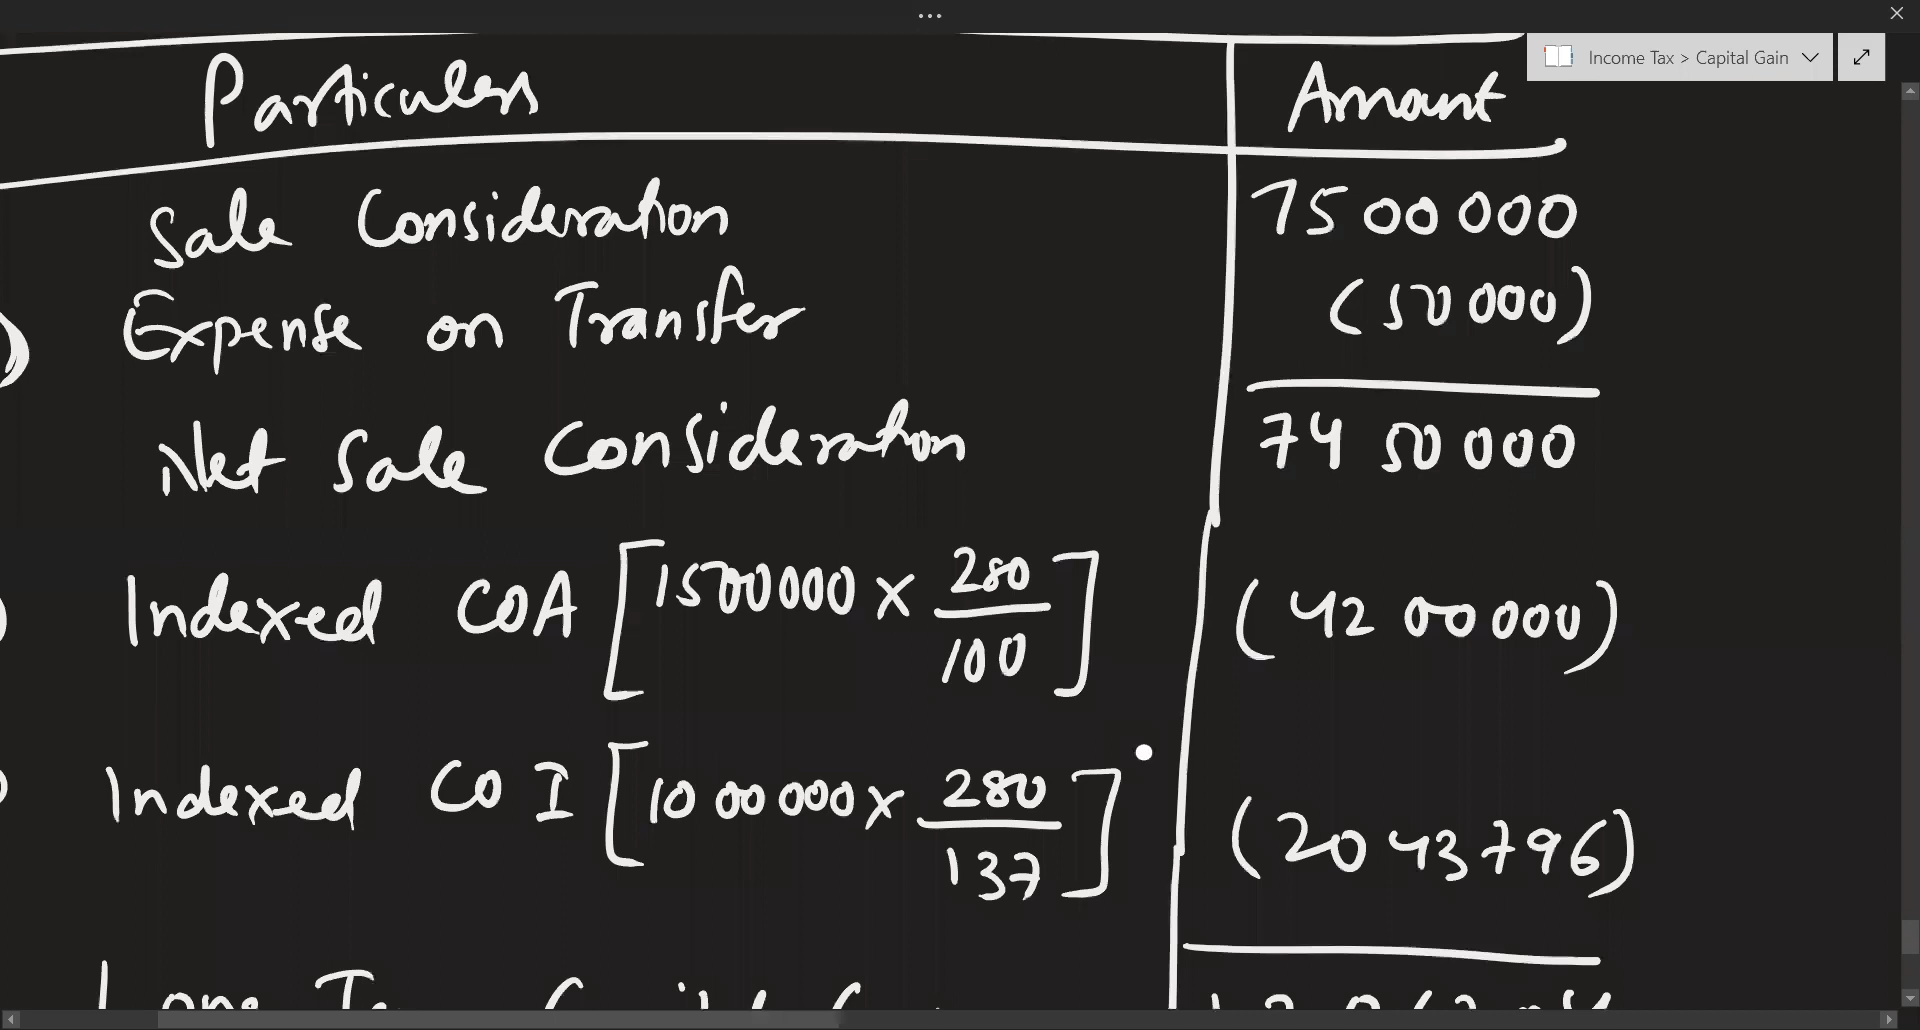 Income Tax > Capital Gain
Particulars Amount
Sale Consideration 7500000
Expense on Transfer (50000)
Net Sale Consideration 7450000
Indexed COA [1500000 × 280/100] (4200000)
Indexed COI [1000000 × 280/137] (2043796)